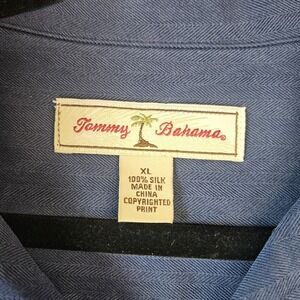 Tommy Bahama®
XL
100% SILK
MADE IN
CHINA
COPYRIGHTED
PRINT